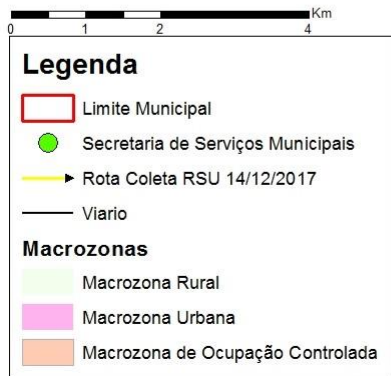 Km
0 1 2 4
Legenda
Limite Municipal
Secretaria de Serviços Municipais
Rota Coleta RSU 14/12/2017
Viario
Macrozonas
Macrozona Rural
Macrozona Urbana
Macrozona de Ocupação Controlada